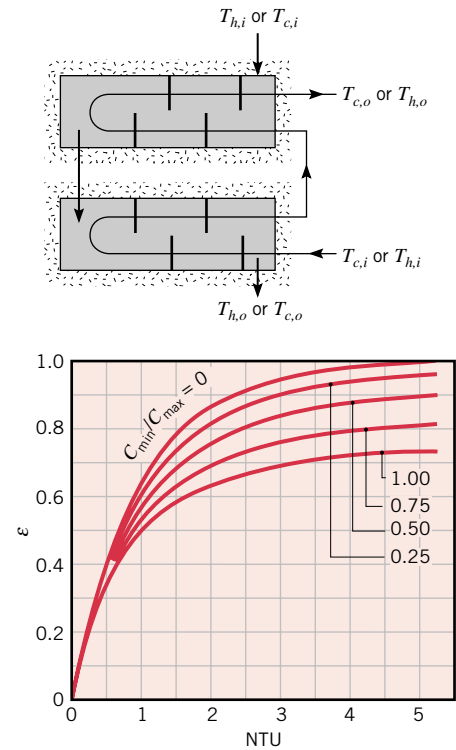 T_{h,i} or T_{c,i}
T_{c,o} or T_{h,o}
T_{c,i} or T_{h,i}
T_{h,o} or T_{c,o}
1.0
0.8
0.6
0.4
0.2
0
ε
C_{min}/C_{max} = 0
1.00
0.75
0.50
0.25
0 1 2 3 4 5
NTU